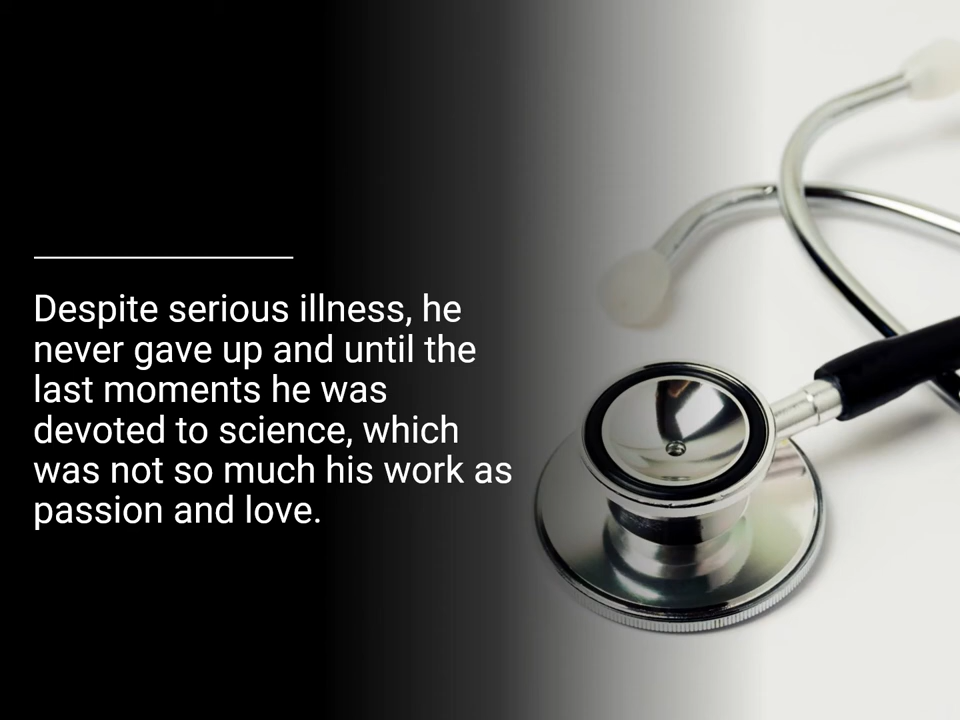 Despite serious illness, he
never gave up and until the
last moments he was
devoted to science, which
was not so much his work as
passion and love.